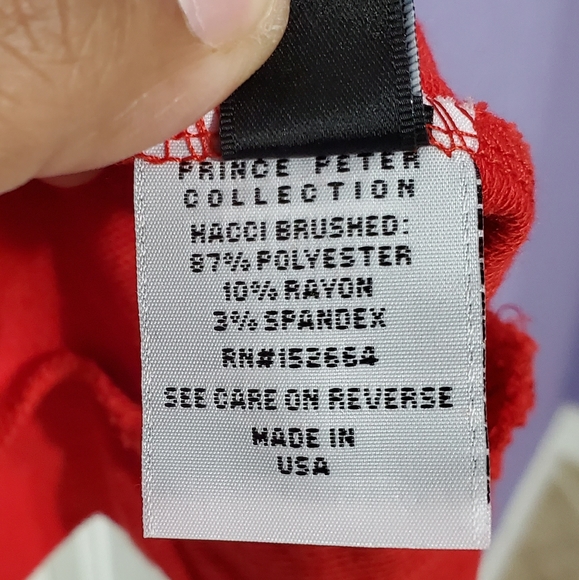 PRINCE PETER
COLLECTION
HACCI BRUSHED:
87% POLYESTER
10% RAYON
3% SPANDEX
RN#152664
SEE CARE ON REVERSE
MADE IN
USA